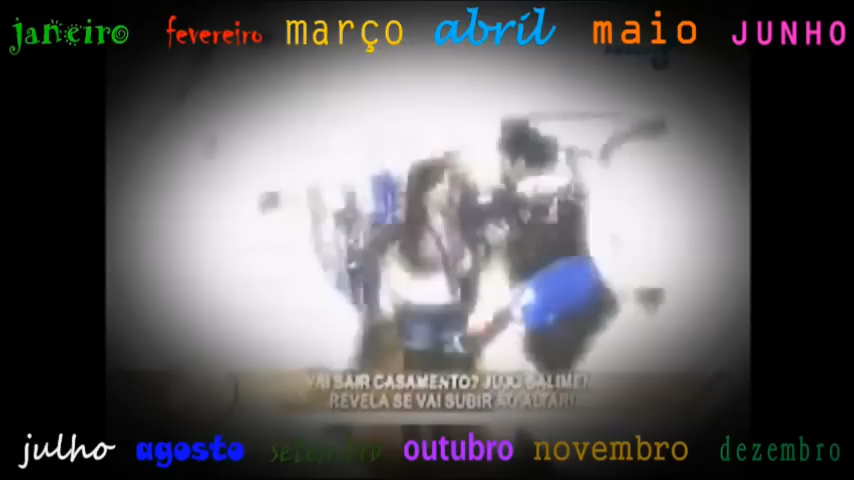 janeiro fevereiro março abril maio JUNHO
VAI SAIR CASAMENTO? JUJU SALIMENI
REVELA SE VAI SUBIR AO ALTAR!
julho agosto setembro outubro novembro dezembro